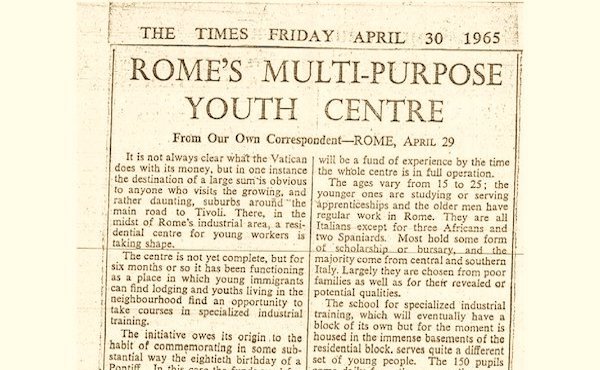 THE TIMES FRIDAY APRIL 30 1965
ROME'S MULTI-PURPOSE
YOUTH CENTRE
From Our Own Correspondent—ROME, APRIL 29
It is not always clear what the Vatican
does with its money, but in one instance
the destination of a large sum is obvious
to anyone who visits the growing, and
rather daunting, suburbs around the
main road to Tivoli. There, in the
midst of Rome's industrial area, a resi-
dential centre for young workers is
taking shape.
The centre is not yet complete, but for
six months or so it has been functioning
as a place in which young immigrants
can find lodging and youths living in the
neighbourhood find an opportunity to
take courses in specialized industrial
training.
The initiative owes its origin to the
habit of commemorating in some sub-
stantial way the eightieth birthday of a
Pontiff. In this case the
will be a fund of experience by the time
the whole centre is in full operation.
The ages vary from 15 to 25; the
younger ones are studying or serving
apprenticeships and the older men have
regular work in Rome. They are all
Italians except for three Africans and
two Spaniards. Most hold some form
of scholarship or bursary, and the
majority come from central and southern
Italy. Largely they are chosen from poor
families as well as for their revealed or
potential qualities.
The school for specialized industrial
training, which will eventually have a
block of its own but for the moment is
housed in the immense basements of the
residential block, serves quite a different
set of young people. The 150 pupils